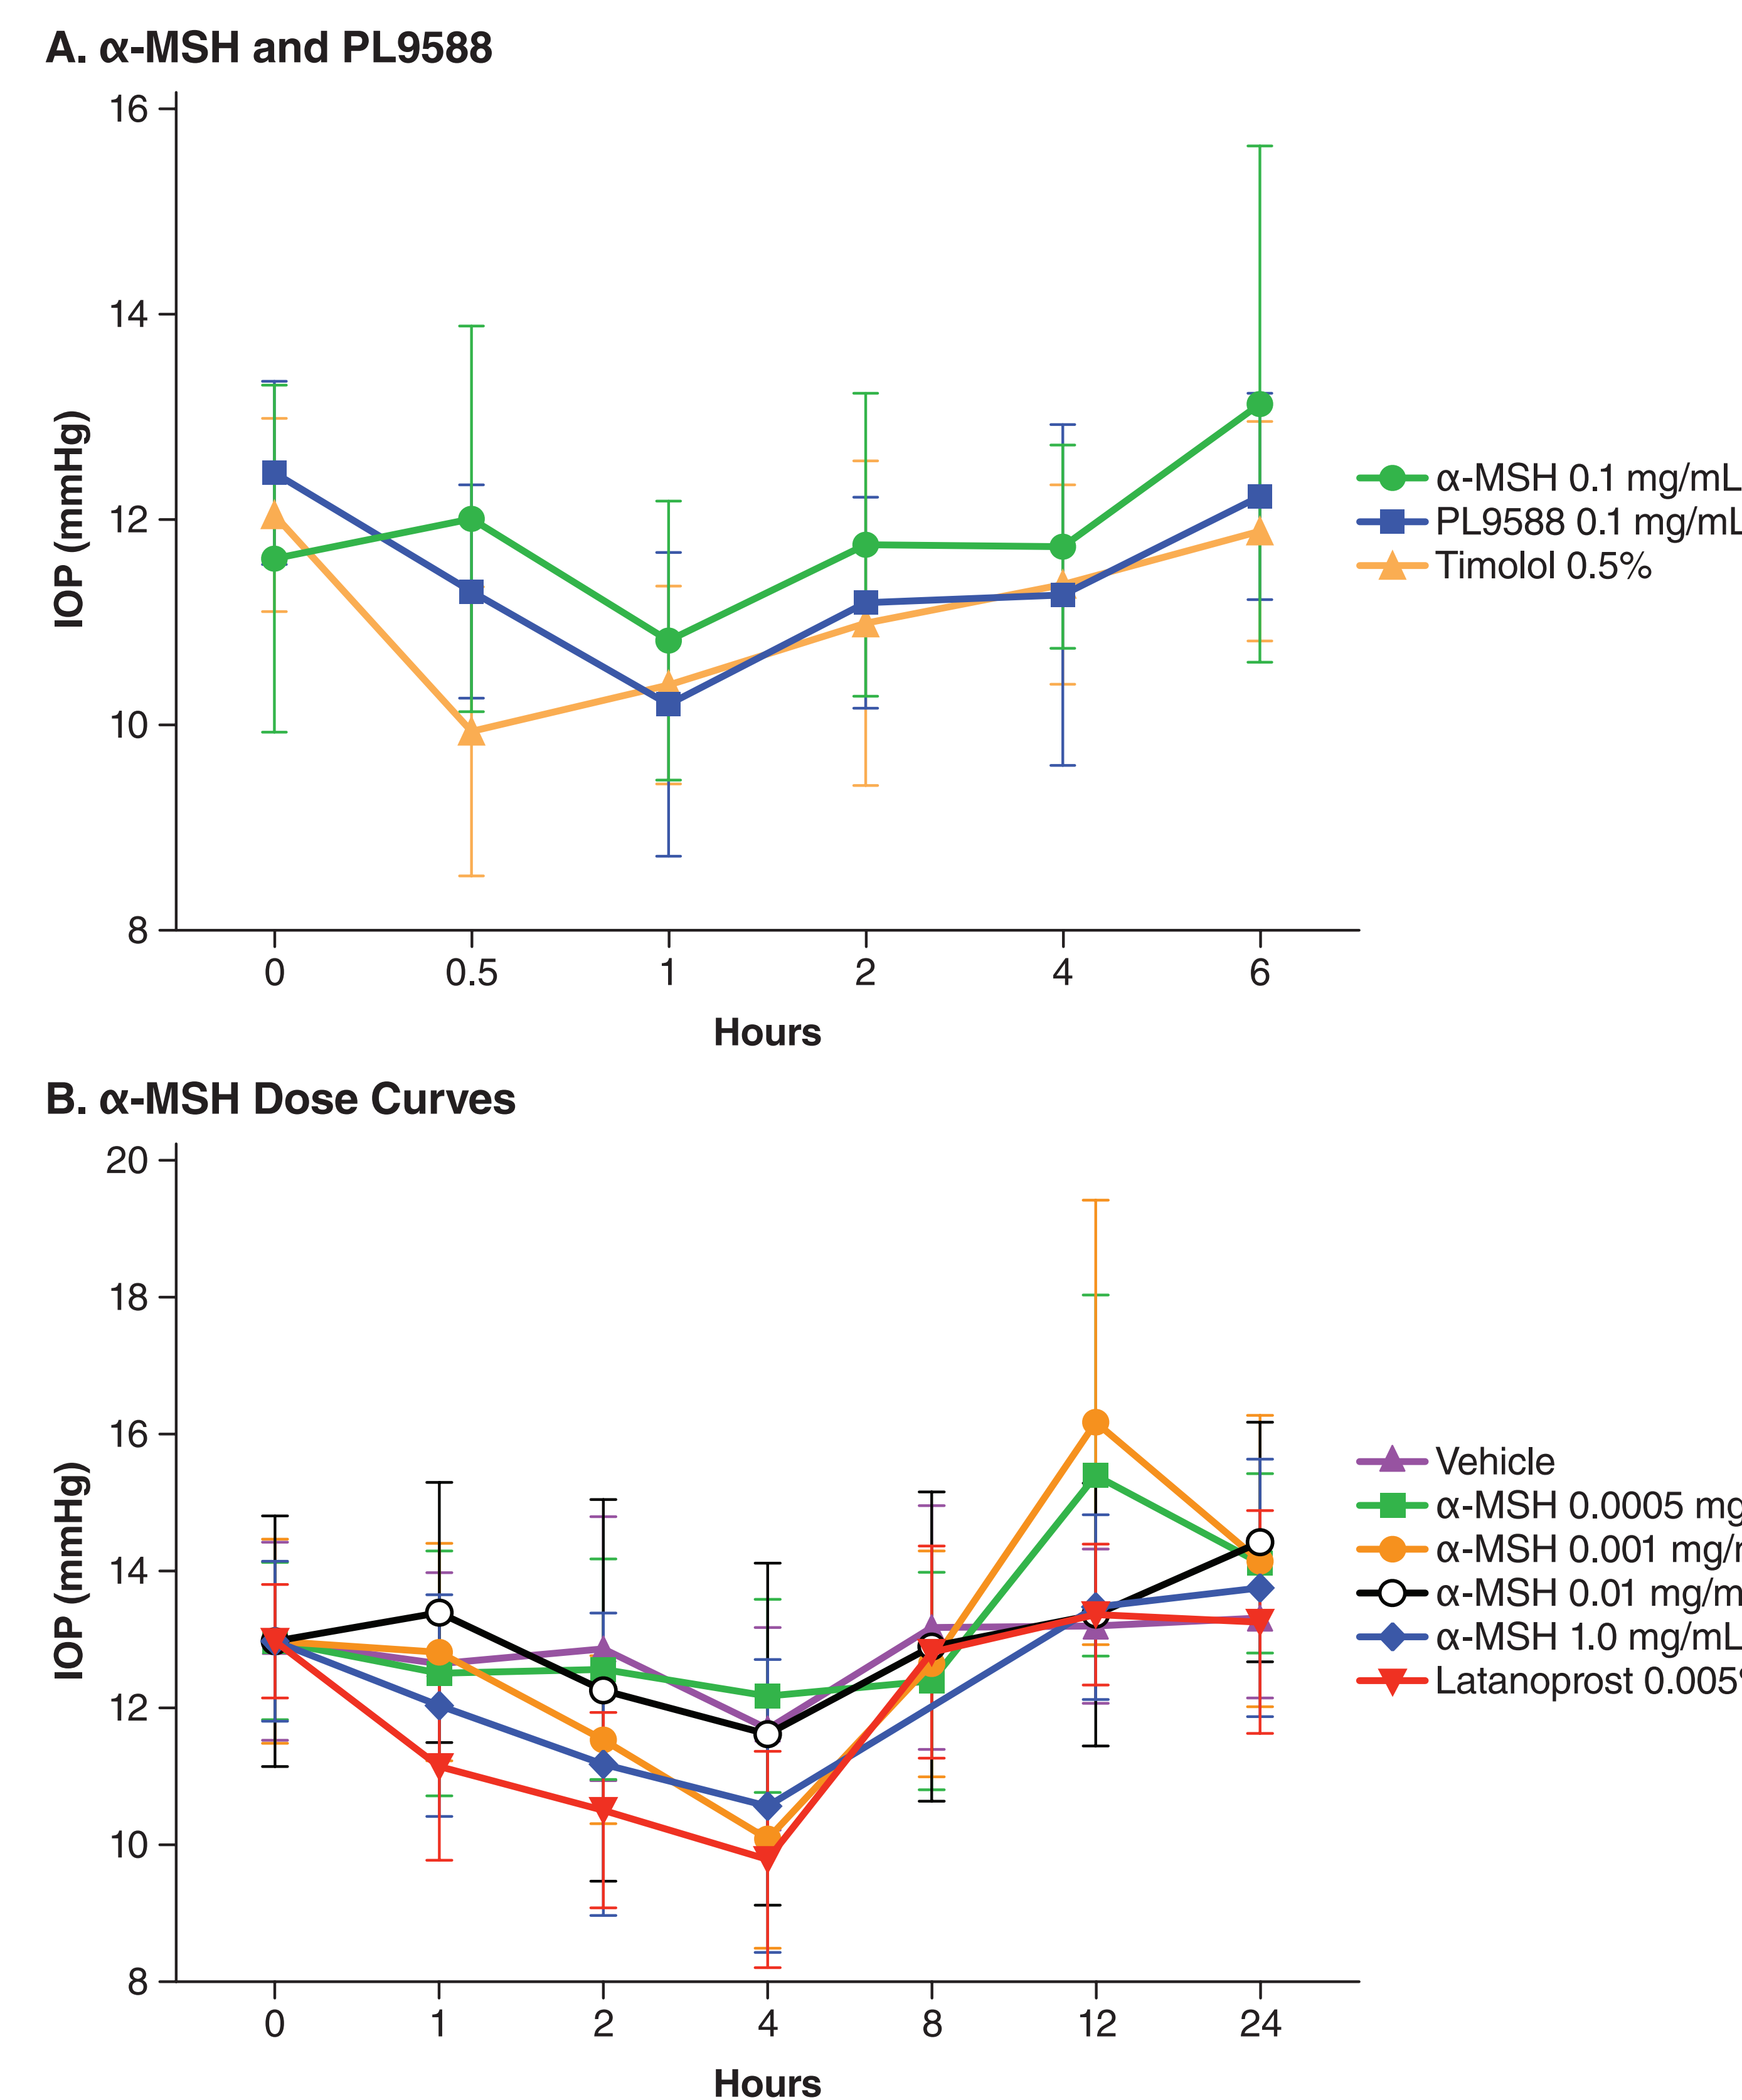 A. α-MSH and PL9588
16
14
12
10
8
IOP (mmHg)
0 0.5 1 2 4 6
Hours
α-MSH 0.1 mg/mL
PL9588 0.1 mg/mL
Timolol 0.5%
B. α-MSH Dose Curves
20
18
16
14
12
10
8
IOP (mmHg)
0 1 2 4 8 12 24
Hours
Vehicle
α-MSH 0.0005
α-MSH 0.001
α-MSH 0.01
α-MSH 1.0 mg/mL
Latanoprost 0.005